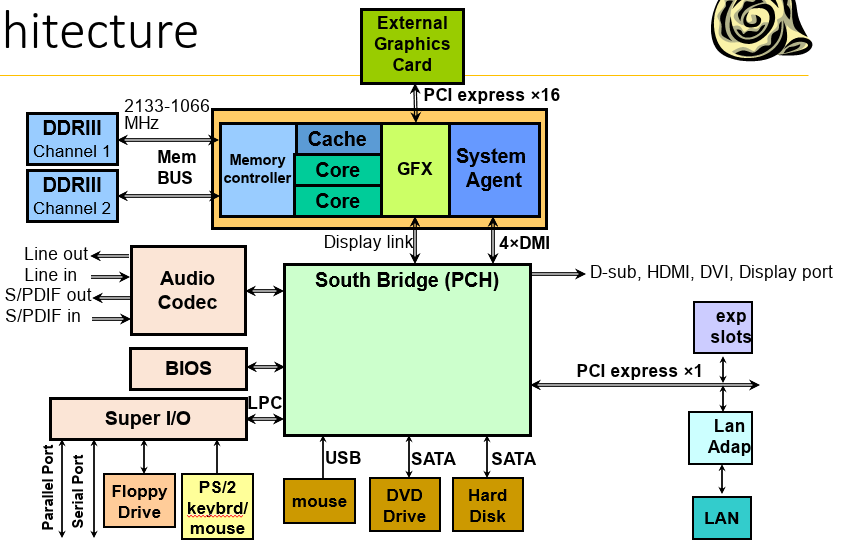 hitecture
External
Graphics
Card
PCI express ×16
2133-1066
MHz
DDRIII
Channel 1
Mem
BUS
DDRIII
Channel 2
Memory
controller
Cache
Core
Core
GFX
System
Agent
Display link
4×DMI
Line out
Line in
S/PDIF out
S/PDIF in
Audio
Codec
South Bridge (PCH)
D-sub, HDMI, DVI, Display port
exp
slots
PCI express ×1
BIOS
LPC
Super I/O
Lan
Adap
Parallel Port
Serial Port
Floppy
Drive
PS/2
keybrd/
mouse
USB
mouse
SATA
DVD
Drive
SATA
Hard
Disk
LAN